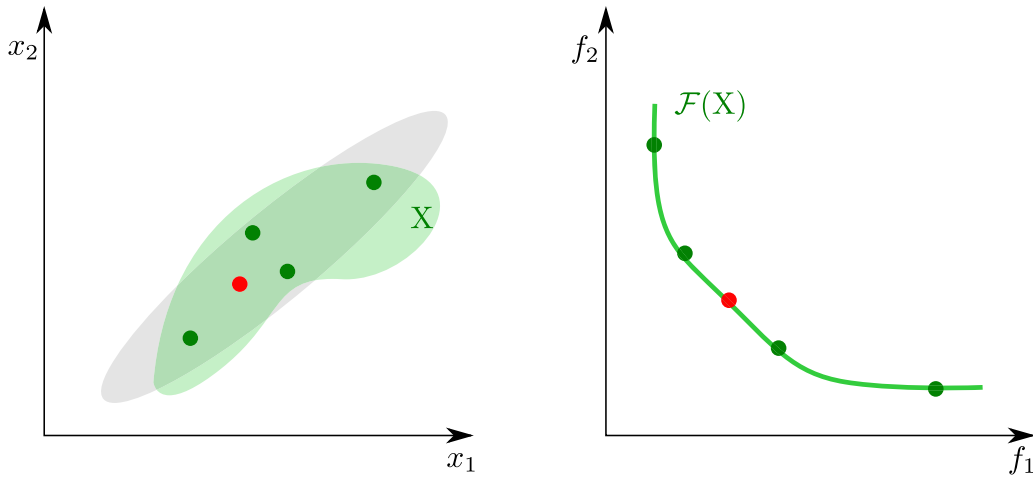 x₂
X
x₁
f₂
𝓕(X)
f₁